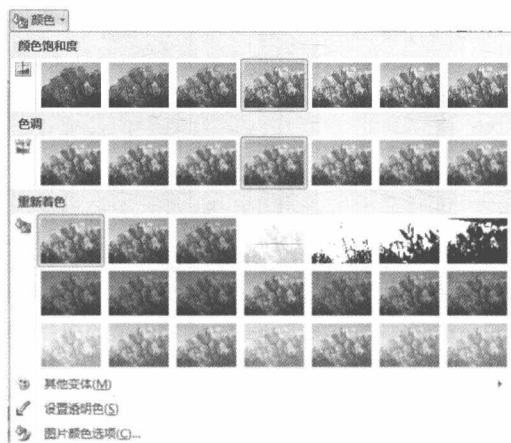 颜色
颜色饱和度
色调
重新着色
其他变体(M)
设置透明色(S)
图片颜色选项(C)...